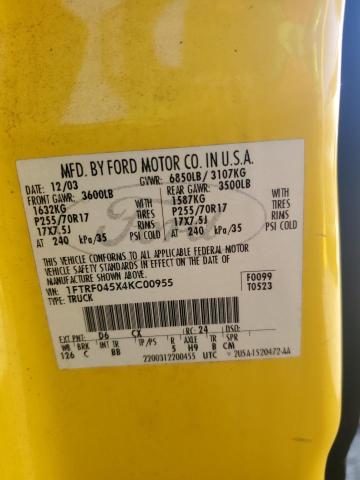 MFD. BY FORD MOTOR CO. IN U.S.A.
DATE: 12/03 GVWR: 6850LB/ 3107KG
FRONT GAWR: 3600LB REAR GAWR: 3500LB
1632KG 1587KG
P255/70R17 TIRES P255/70R17 TIRES
17X7.5J RIMS 17X7.5J RIMS
AT 240 kPa/35 PSI COLD AT 240 kPa/35 PSI COLD
THIS VEHICLE CONFORMS TO ALL APPLICABLE FEDERAL MOTOR
VEHICLE SAFETY AND THEFT PREVENTION STANDARDS IN EFFECT ON THE DATE OF
MANUFACTURE SHOWN ABOVE.
VIN: 1FTRF045X4KC00955 F0099
TYPE: TRUCK T0523
EXT PNT: D6 CX RC: 24 DSO:
WB BRK INT TR TP/PS R AXLE TR SPR
126 C BB 5 H9 B CM
2200312200455 UTC 2U5A-1520472-AA
Ford